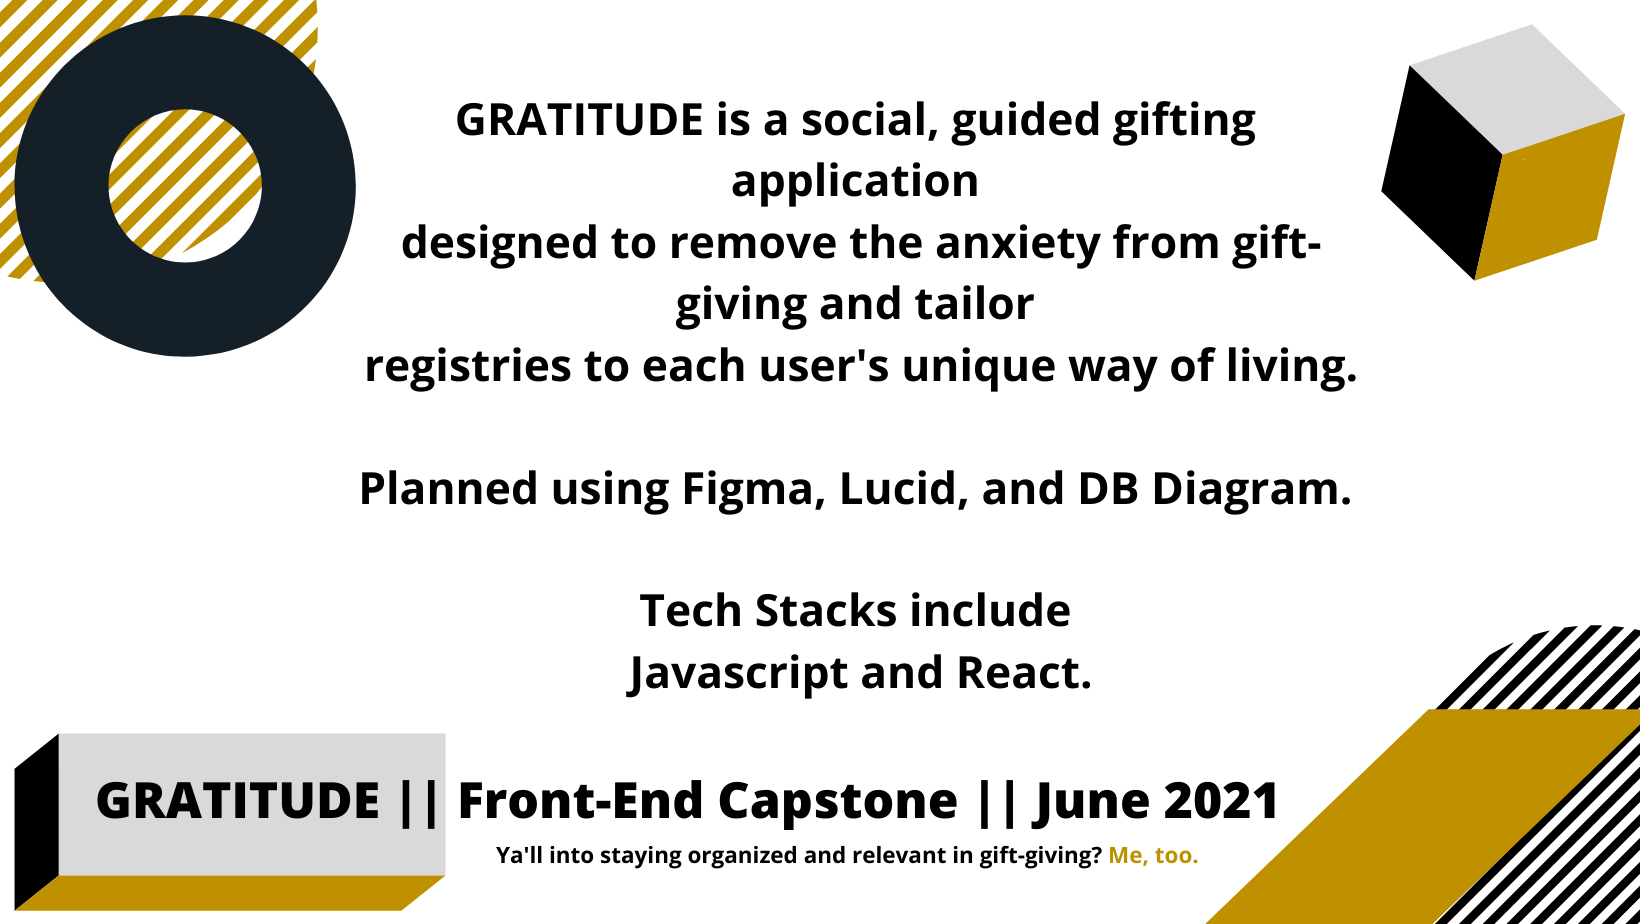 GRATITUDE is a social, guided gifting
application
designed to remove the anxiety from gift-
giving and tailor
registries to each user's unique way of living.
Planned using Figma, Lucid, and DB Diagram.
Tech Stacks include
Javascript and React.
GRATITUDE || Front-End Capstone || June 2021
Ya'll into staying organized and relevant in gift-giving? Me, too.